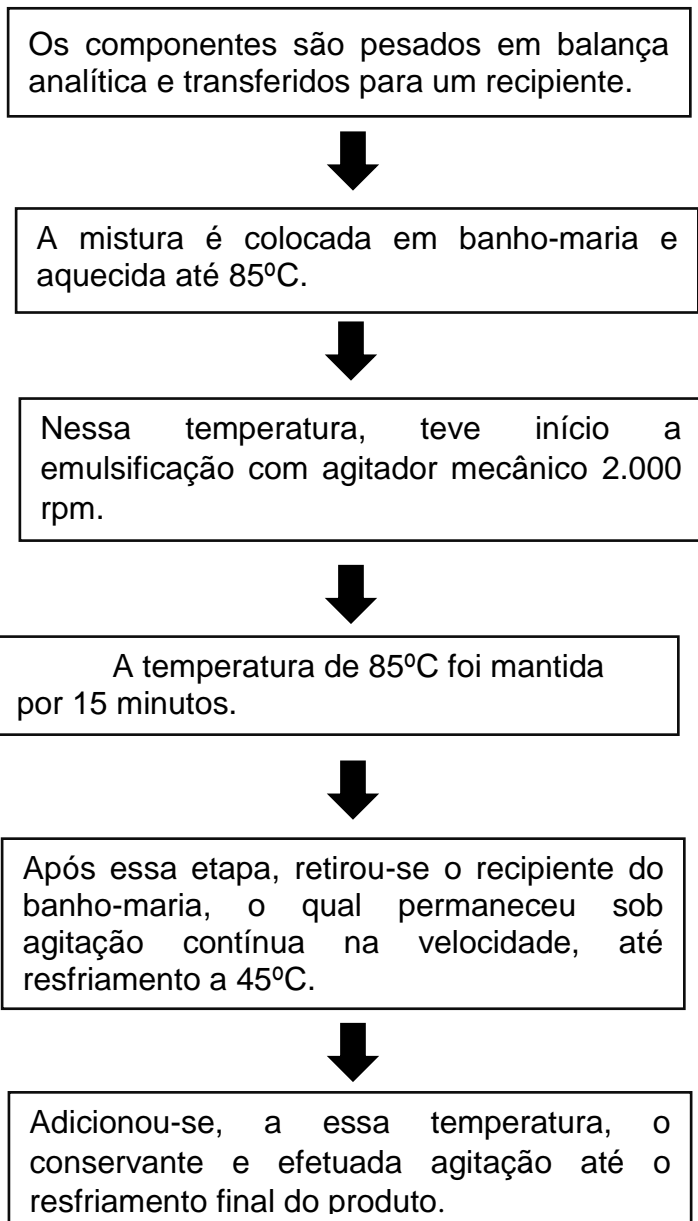 Os componentes são pesados em balança
analítica e transferidos para um recipiente.
A mistura é colocada em banho-maria e
aquecida até 85ºC.
Nessa temperatura, teve início a
emulsificação com agitador mecânico 2.000
rpm.
A temperatura de 85ºC foi mantida
por 15 minutos.
Após essa etapa, retirou-se o recipiente do
banho-maria, o qual permaneceu sob
agitação contínua na velocidade, até
resfriamento a 45ºC.
Adicionou-se, a essa temperatura, o
conservante e efetuada agitação até o
resfriamento final do produto.